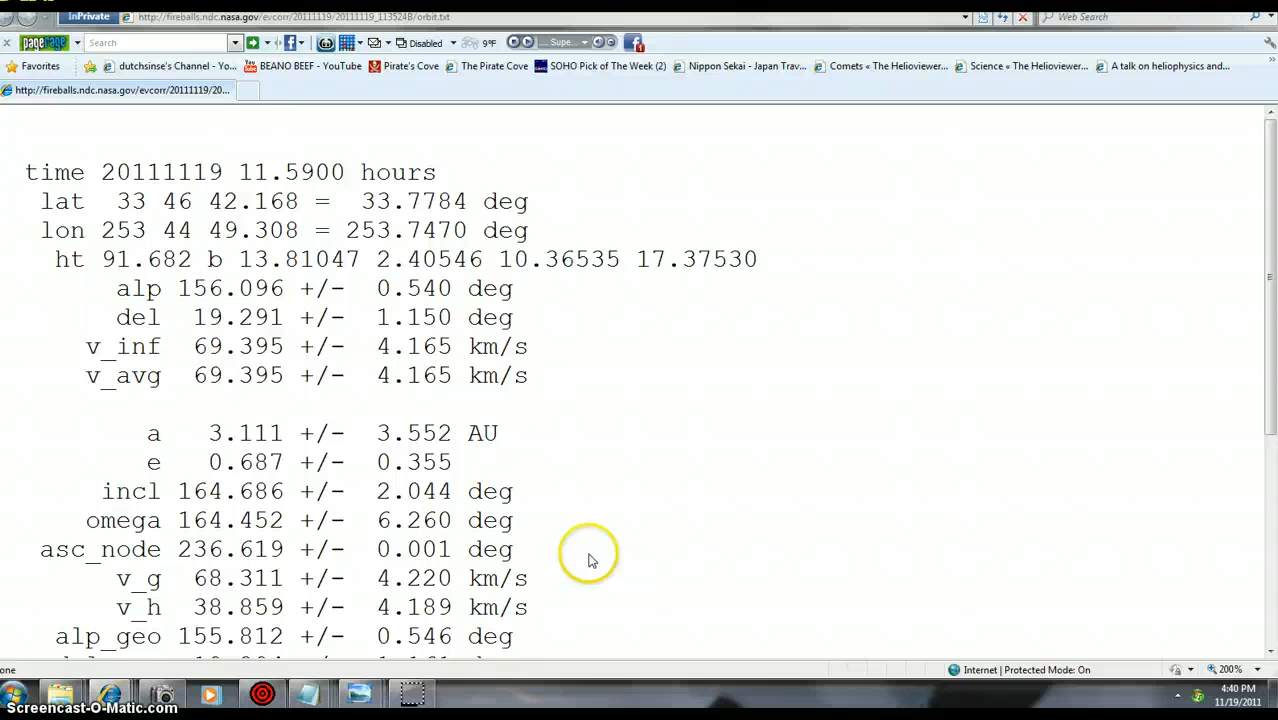 InPrivate http://fireballs.ndc.nasa.gov/evcorr/20111119/20111119_113524B/orbit.txt Web Search
pagerage Search Disabled 9°F .... Supe... 1
Favorites dutchsinse's Channel - Yo... BEANO BEEF - YouTube Pirate's Cove The Pirate Cove SOHO Pick of The Week (2) Nippon Sekai - Japan Trav... Comets « The Helioviewer... Science « The Helioviewer... A talk on heliophysics and...
http://fireballs.ndc.nasa.gov/evcorr/20111119/20...
time 20111119 11.5900 hours
lat 33 46 42.168 = 33.7784 deg
lon 253 44 49.308 = 253.7470 deg
ht 91.682 b 13.81047 2.40546 10.36535 17.37530
alp 156.096 +/- 0.540 deg
del 19.291 +/- 1.150 deg
v_inf 69.395 +/- 4.165 km/s
v_avg 69.395 +/- 4.165 km/s
a 3.111 +/- 3.552 AU
e 0.687 +/- 0.355
incl 164.686 +/- 2.044 deg
omega 164.452 +/- 6.260 deg
asc_node 236.619 +/- 0.001 deg
v_g 68.311 +/- 4.220 km/s
v_h 38.859 +/- 4.189 km/s
alp_geo 155.812 +/- 0.546 deg
one Internet | Protected Mode: On 200%
4:40 PM
11/19/2011
Screencast-O-Matic.com